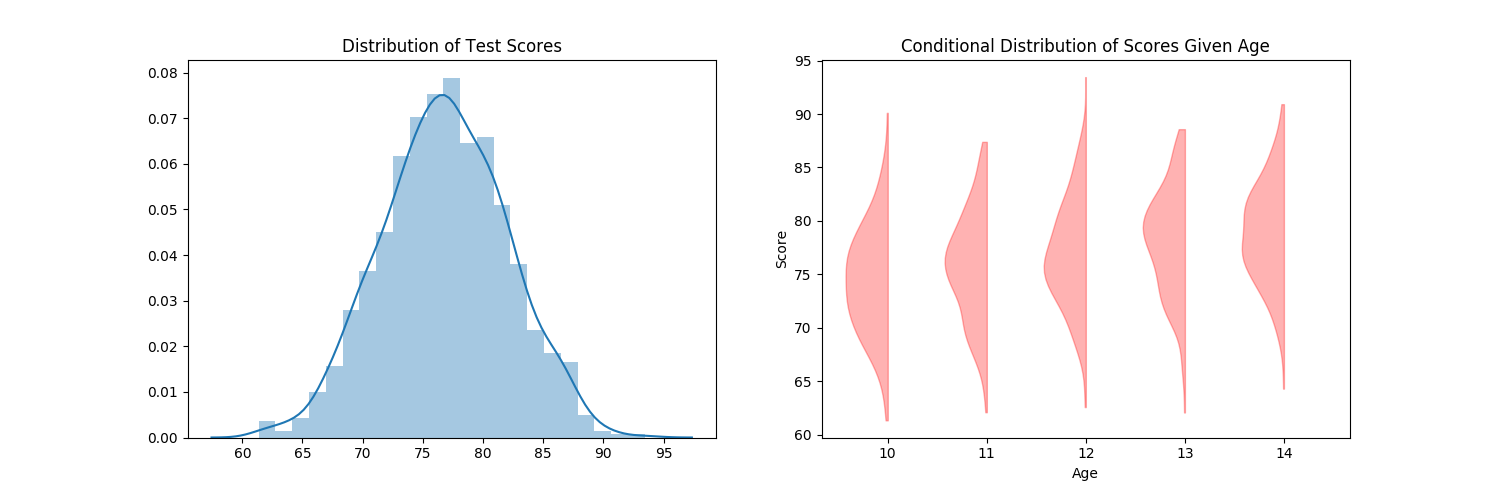 Distribution of Test Scores
0.08
0.07
0.06
0.05
0.04
0.03
0.02
0.01
0.00
60 65 70 75 80 85 90 95
Conditional Distribution of Scores Given Age
95
90
85
80
75
70
65
60
Score
10 11 12 13 14
Age